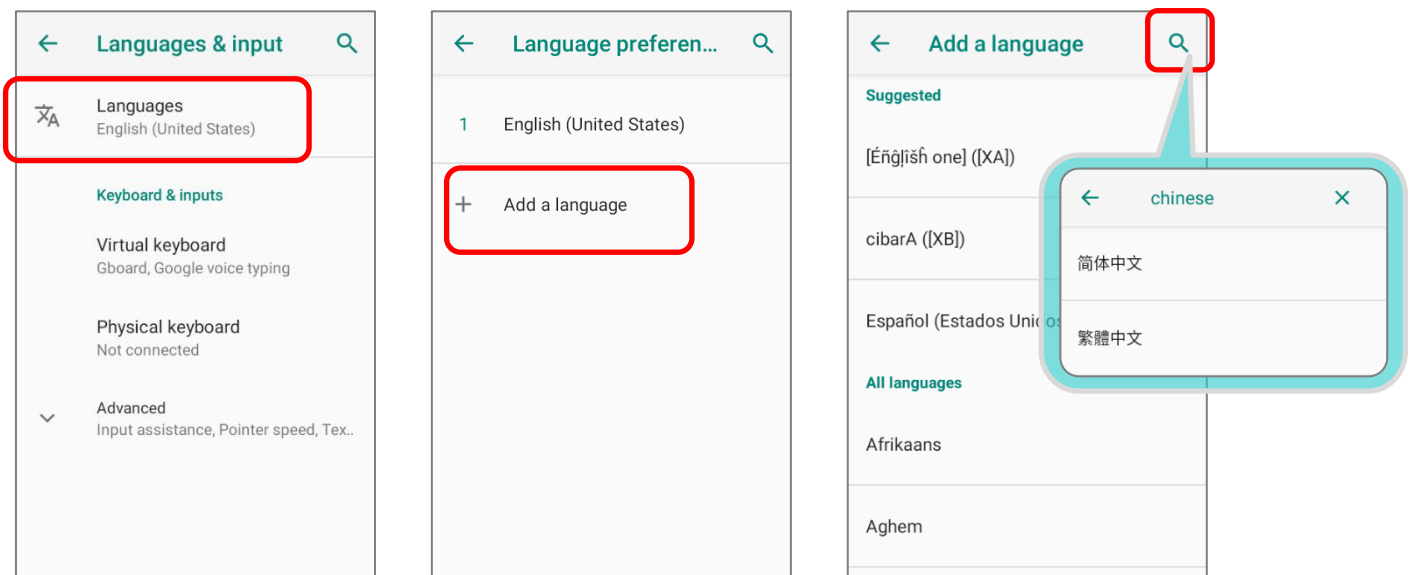 Languages & input
Languages
English (United States)
Keyboard & inputs
Virtual keyboard
Gboard, Google voice typing
Physical keyboard
Not connected
Advanced
Input assistance, Pointer speed, Tex..
Language preferen...
1 English (United States)
+ Add a language
Add a language
Suggested
[Éñĝļîšĥ one] ([XA])
cibarA ([XB])
Español (Estados Unidos
All languages
Afrikaans
Aghem
chinese
简体中文
繁體中文